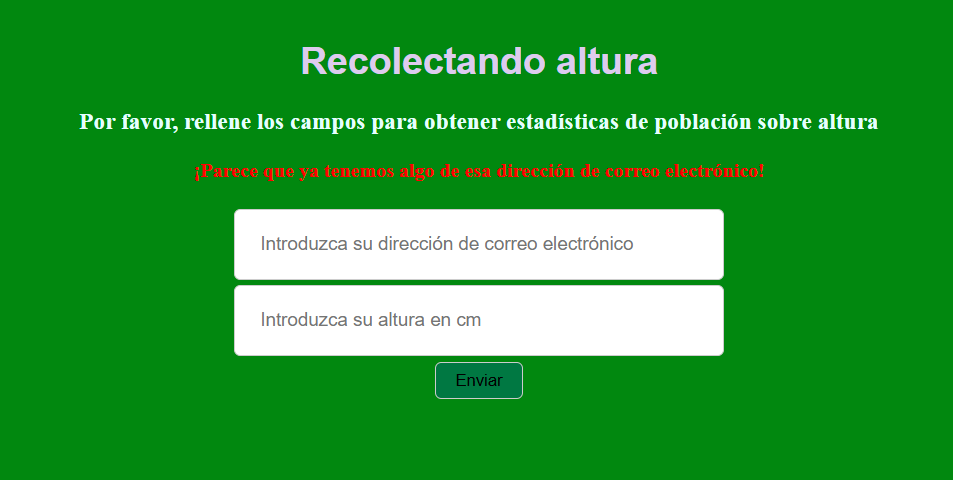 Recolectando altura
Por favor, rellene los campos para obtener estadísticas de población sobre altura
¡Parece que ya tenemos algo de esa dirección de correo electrónico!
Introduzca su dirección de correo electrónico
Introduzca su altura en cm
Enviar